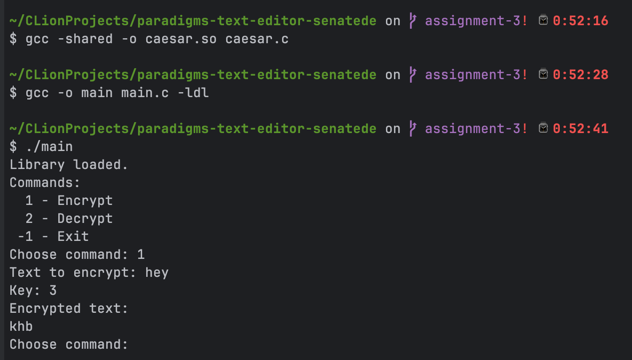 ~/CLionProjects/paradigms-text-editor-senatede on assignment-3! 0:52:16
$ gcc -shared -o caesar.so caesar.c
~/CLionProjects/paradigms-text-editor-senatede on assignment-3! 0:52:28
$ gcc -o main main.c -ldl
~/CLionProjects/paradigms-text-editor-senatede on assignment-3! 0:52:41
$ ./main
Library loaded.
Commands:
  1 - Encrypt
  2 - Decrypt
 -1 - Exit
Choose command: 1
Text to encrypt: hey
Key: 3
Encrypted text:
khb
Choose command: